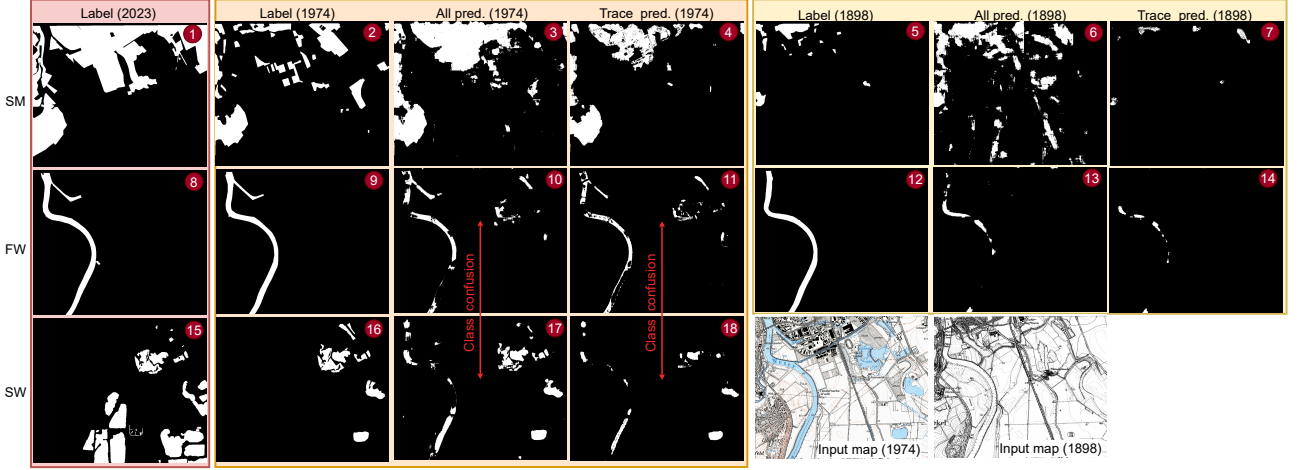 Label (2023)
Label (1974)
All pred. (1974)
Trace pred. (1974)
Label (1898)
All pred. (1898)
Trace pred. (1898)
SM
1
2
3
4
5
6
7
FW
8
9
10
11
12
13
14
Class confusion
Class confusion
SW
15
16
17
18
Input map (1974)
Input map (1898)